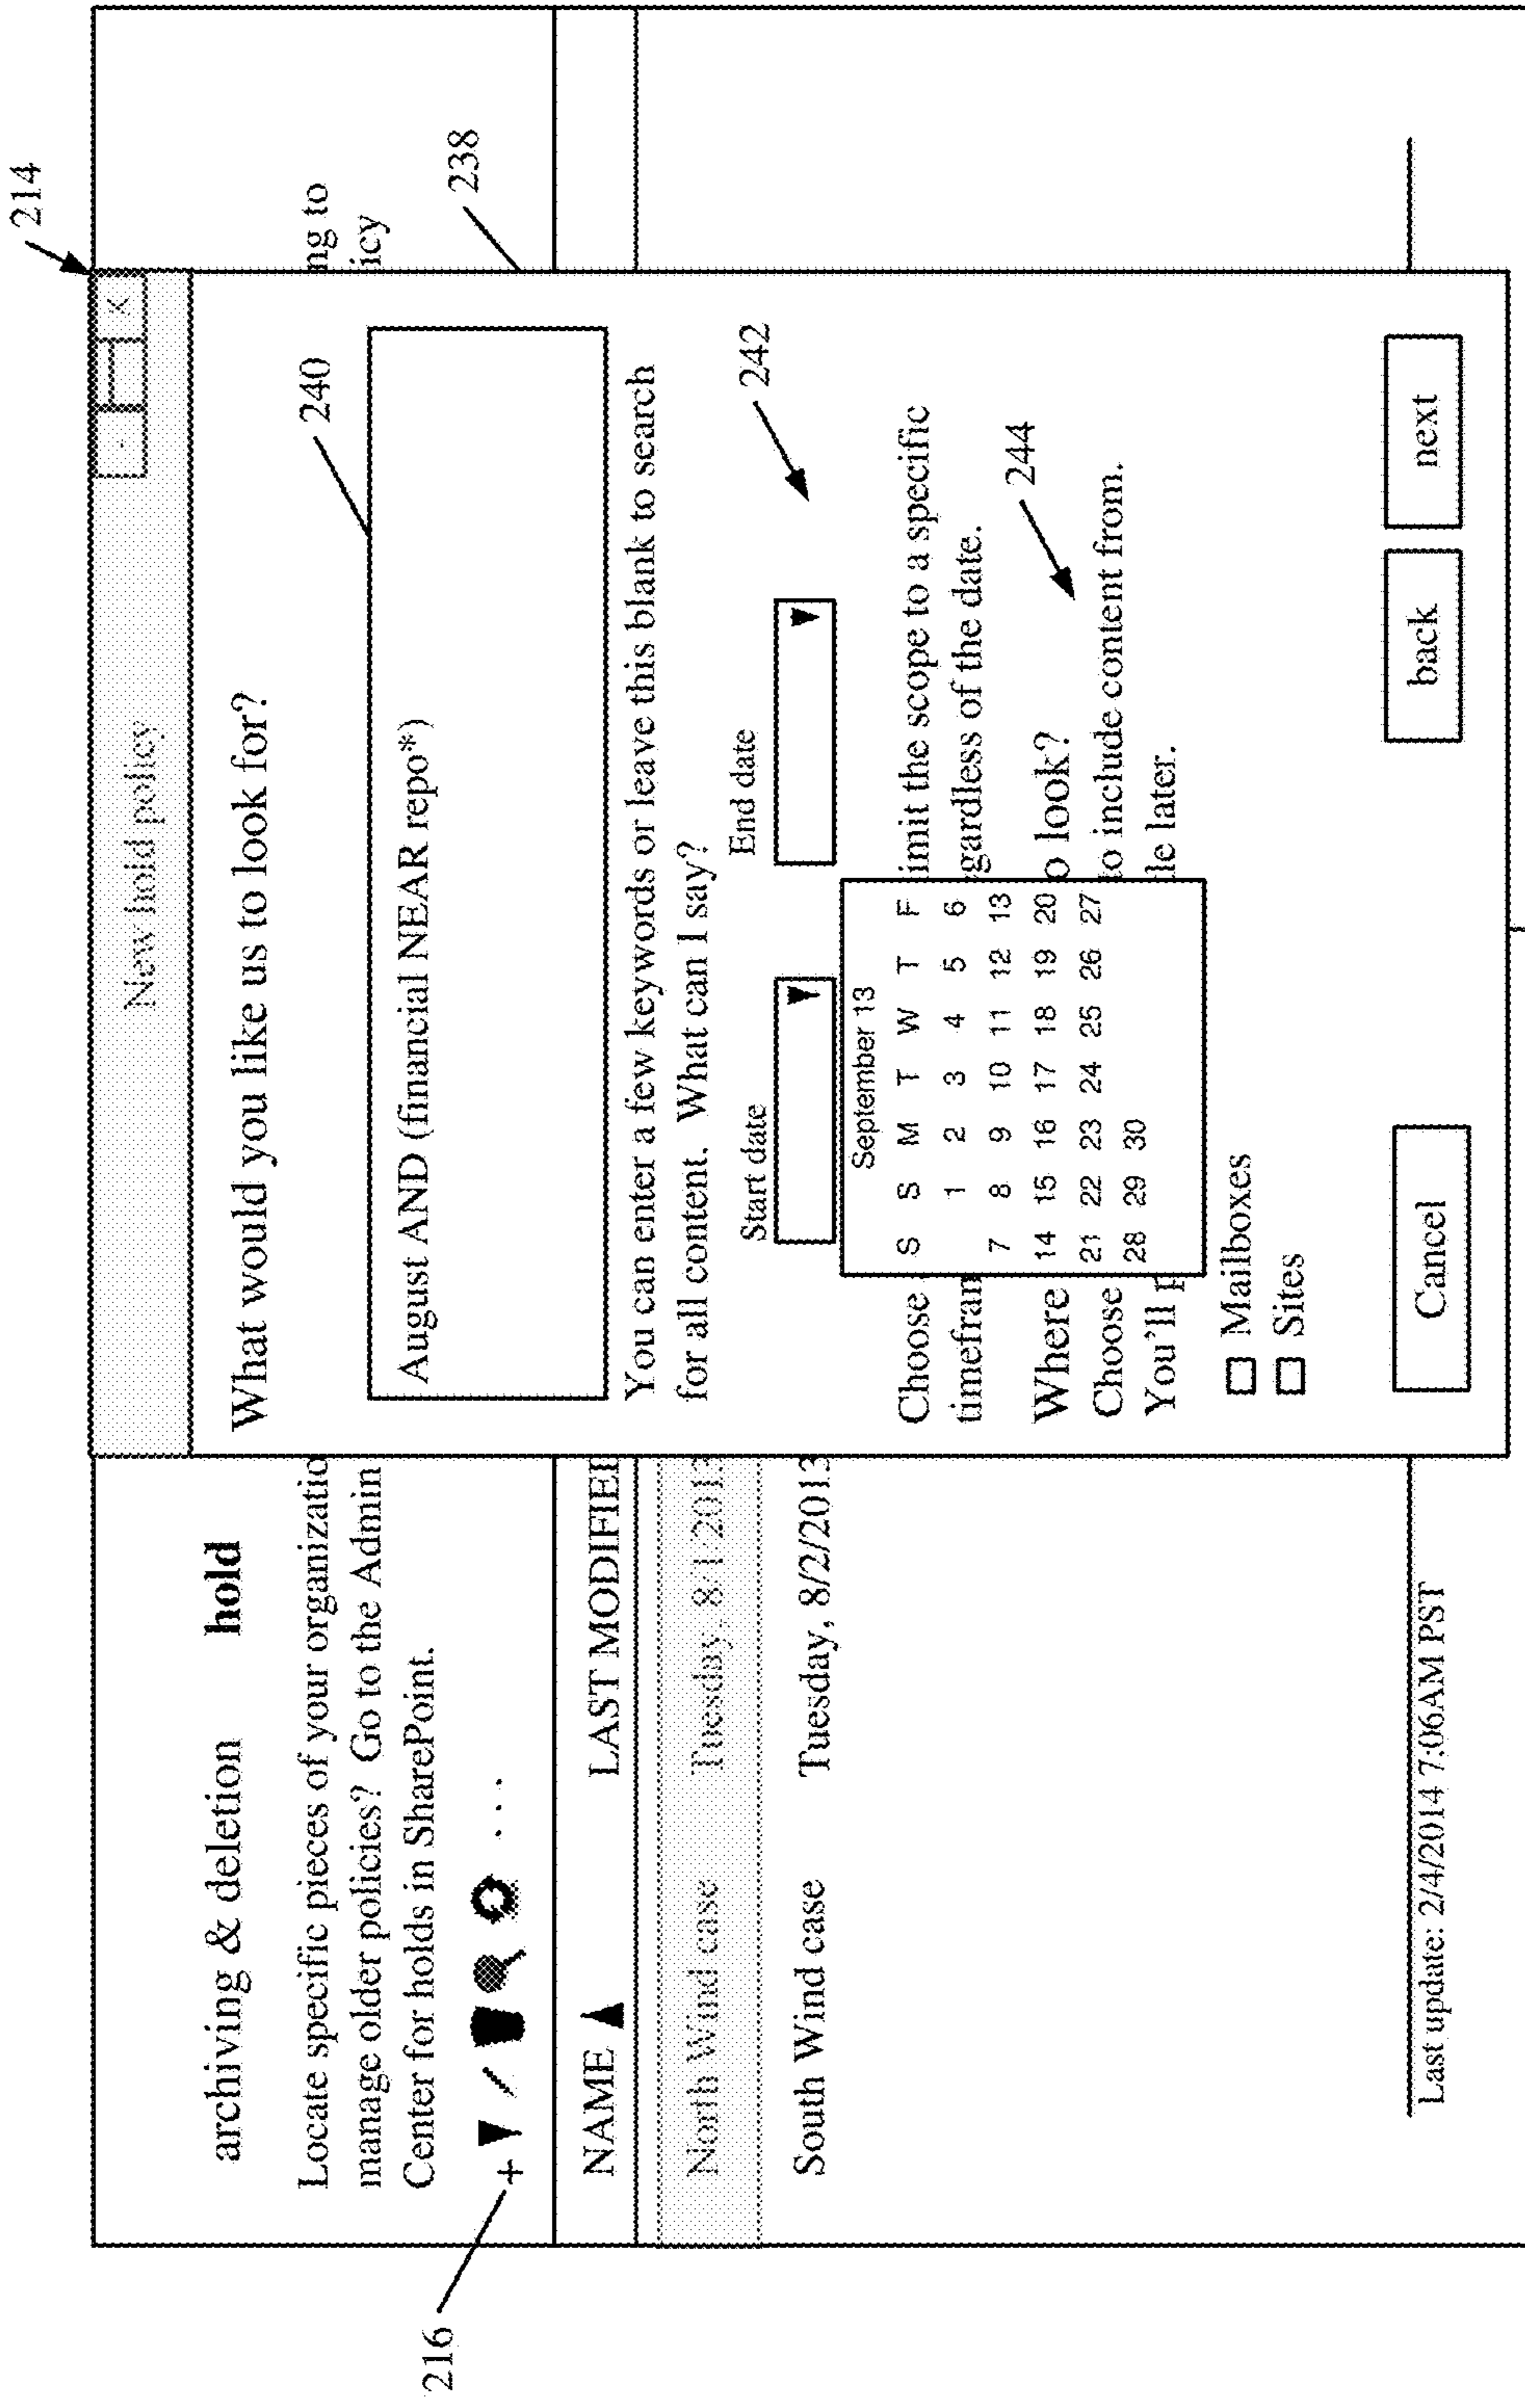 214
216
archiving & deletion hold
Locate specific pieces of your organizatio
manage older policies? Go to the Admin
Center for holds in SharePoint.
+ ...
ng to
icy
238
NAME LAST MODIFIED
North Wind case Tuesday, 8/1/2013
South Wind case Tuesday, 8/2/2013
Last update: 2/4/2014 7:06AM PST
New hold policy
- X
What would you like us to look for?
240
August AND (financial NEAR repo*)
You can enter a few keywords or leave this blank to search
for all content. What can I say?
Start date End date
242
September 13
S S M T W T F
1 2 3 4 5 6
7 8 9 10 11 12 13
14 15 16 17 18 19 20
21 22 23 24 25 26 27
28 29 30
Choose imit the scope to a specific
timefran gardless of the date.
Where o look?
244
Choose to include content from.
You'll p le later.
Mailboxes
Sites
Cancel back next